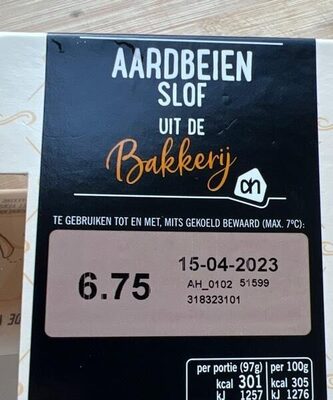 AARDBEIEN
SLOF
UIT DE
Bakkerij
ah
TE GEBRUIKEN TOT EN MET, MITS GEKOELD BEWAARD (MAX. 7°C):
6.75
15-04-2023
AH_0102 51599
318323101
per portie (97g) per 100g
kcal 301 kcal 305
kJ 1257 kJ 1276